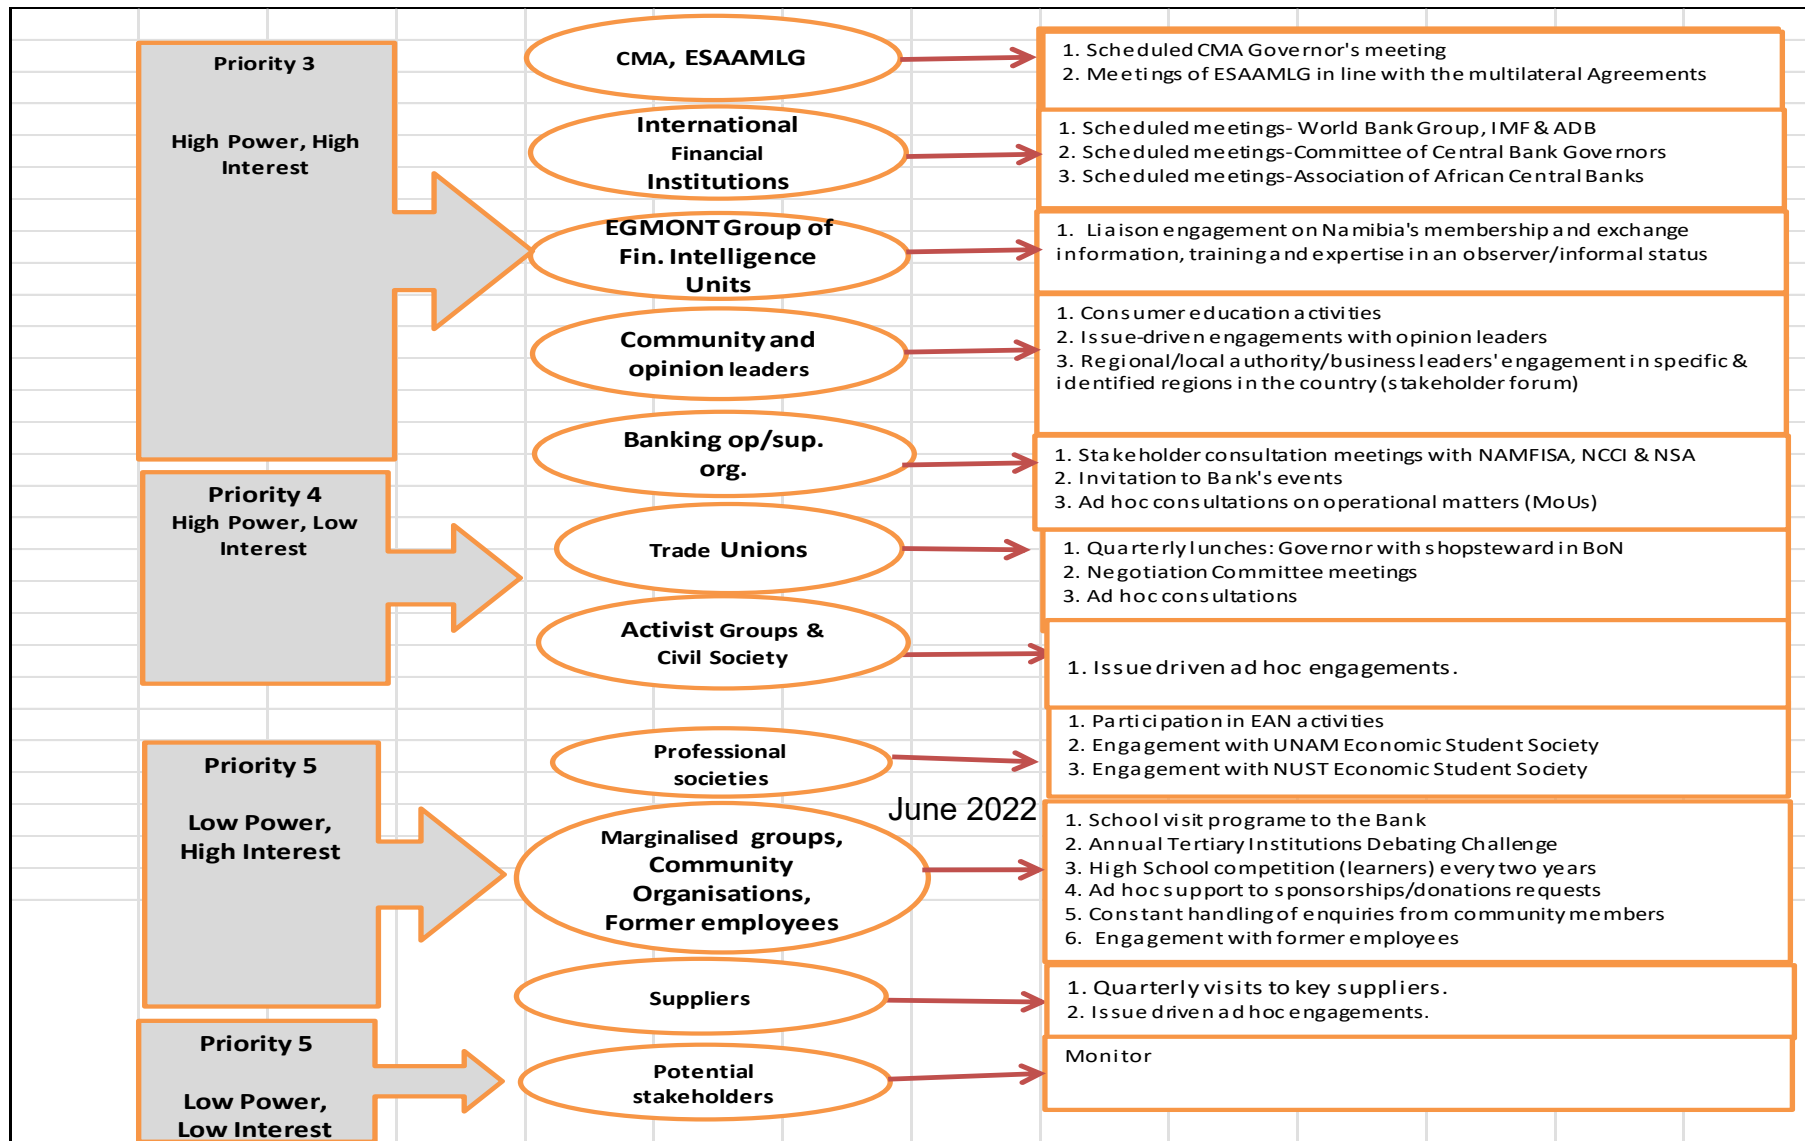 Priority 3
High Power, High
Interest
CMA, ESAAMLG
1. Scheduled CMA Governor's meeting
2. Meetings of ESAAMLG in line with the multilateral Agreements
International
Financial
Institutions
1. Scheduled meetings- World Bank Group, IMF & ADB
2. Scheduled meetings-Committee of Central Bank Governors
3. Scheduled meetings-Association of African Central Banks
EGMONT Group of
Fin. Intelligence
Units
1. Liaison engagement on Namibia's membership and exchange
information, training and expertise in an observer/informal status
Community and
opinion leaders
1. Consumer education activities
2. Issue-driven engagements with opinion leaders
3. Regional/local authority/business leaders' engagement in specific &
identified regions in the country (stakeholder forum)
Banking op/sup.
org.
1. Stakeholder consultation meetings with NAMFISA, NCCI & NSA
2. Invitation to Bank's events
3. Ad hoc consultations on operational matters (MoUs)
Priority 4
High Power, Low
Interest
Trade Unions
1. Quarterly lunches: Governor with shopsteward in BoN
2. Negotiation Committee meetings
3. Ad hoc consultations
Activist Groups &
Civil Society
1. Issue driven ad hoc engagements.
Priority 5
Low Power,
High Interest
Professional
societies
1. Participation in EAN activities
2. Engagement with UNAM Economic Student Society
3. Engagement with NUST Economic Student Society
June 2022
Marginalised groups,
Community
Organisations,
Former employees
1. School visit programe to the Bank
2. Annual Tertiary Institutions Debating Challenge
3. High School competition (learners) every two years
4. Ad hoc support to sponsorships/donations requests
5. Constant handling of enquiries from community members
6. Engagement with former employees
Suppliers
1. Quarterly visits to key suppliers.
2. Issue driven ad hoc engagements.
Priority 5
Low Power,
Low Interest
Potential
stakeholders
Monitor